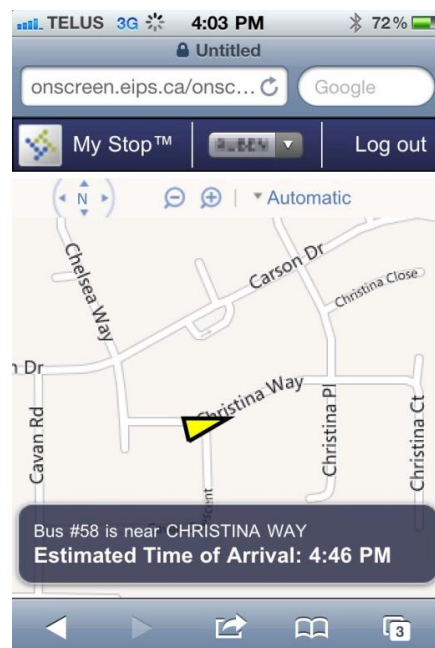 TELUS 3G 4:03 PM 72%
Untitled
onscreen.eips.ca/onsc... Google
My Stop™ Log out
N Automatic
Chelsea Way
Carson Dr
Christina Close
n Dr
Christina Way
Cavan Rd
Christina Pl
Christina Ct
Bus #58 is near CHRISTINA WAY
Estimated Time of Arrival: 4:46 PM
3